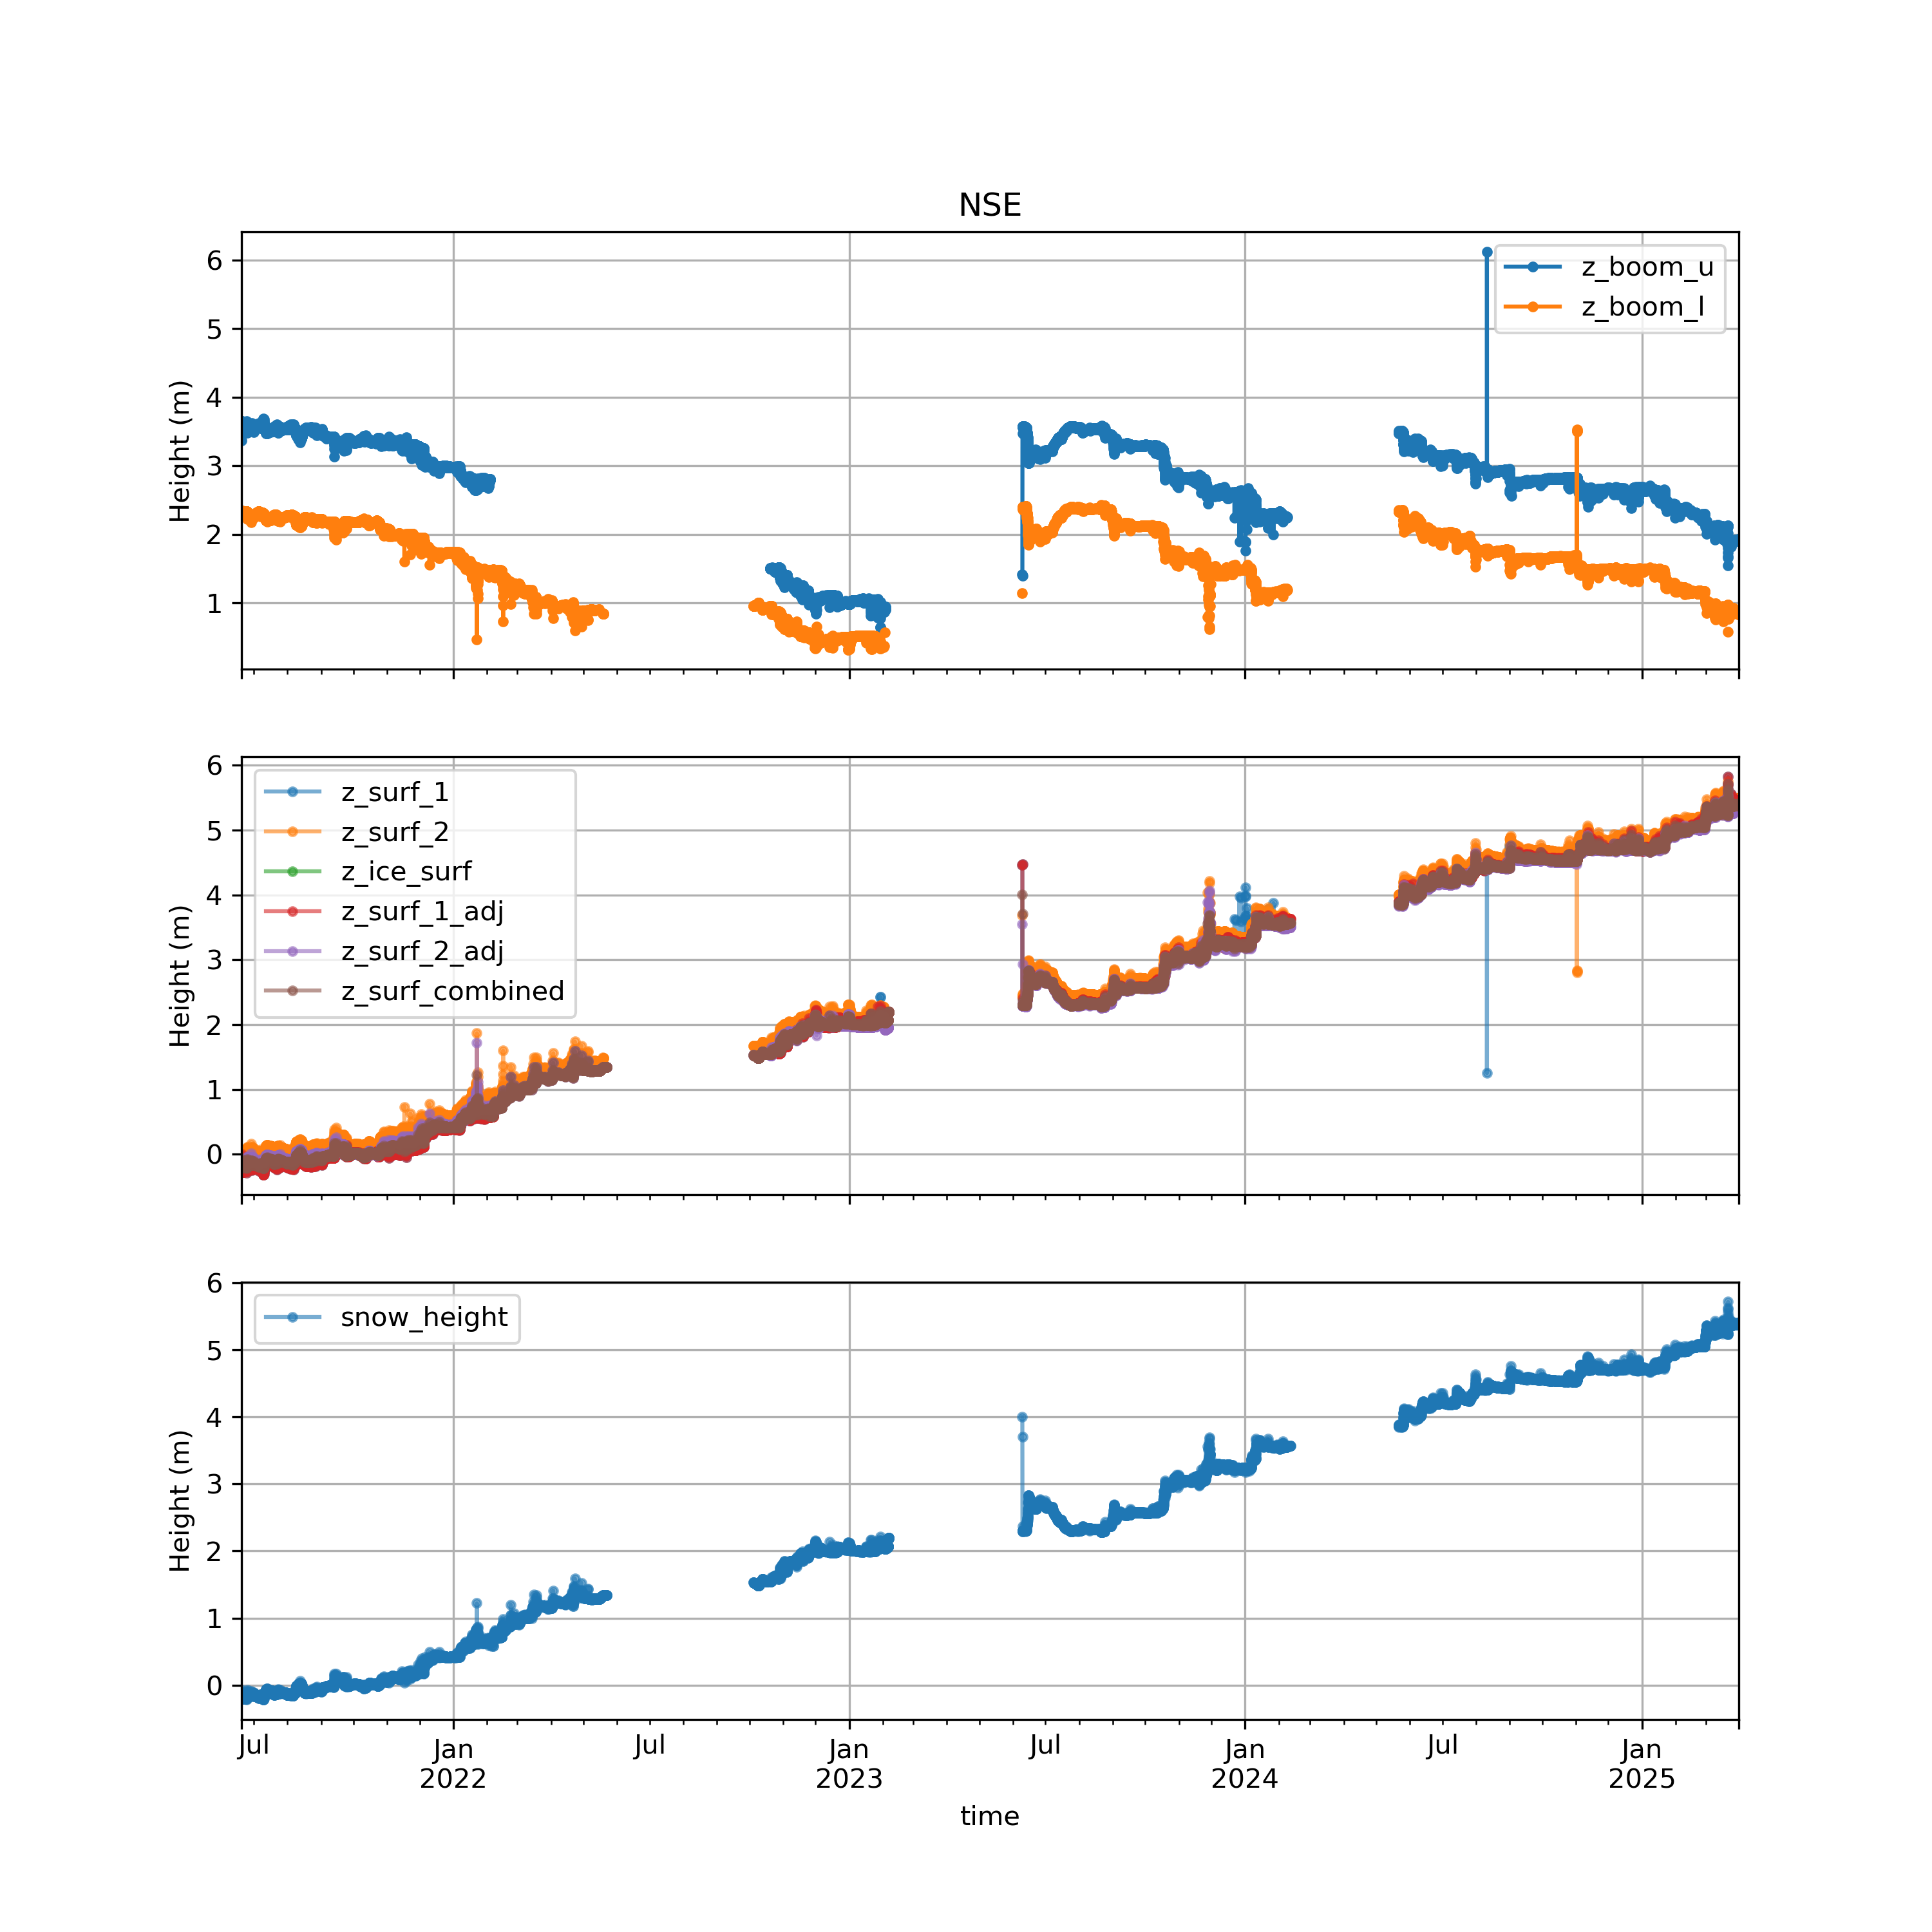 NSE
Height (m)
6
5
4
3
2
1
z_boom_u
z_boom_l
Height (m)
6
5
4
3
2
1
0
z_surf_1
z_surf_2
z_ice_surf
z_surf_1_adj
z_surf_2_adj
z_surf_combined
Height (m)
6
5
4
3
2
1
0
snow_height
Jul Jan Jul Jan Jul Jan Jul Jan
2022 2023 2024 2025
time